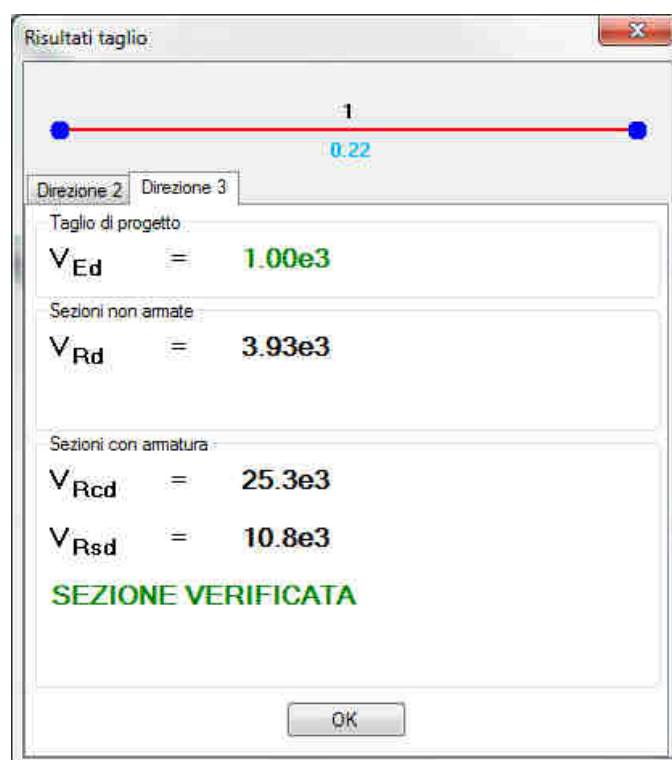 Risultati taglio
1
0.22
Direzione 2 Direzione 3
Taglio di progetto
VEd = 1.00e3
Sezioni non armate
VRd = 3.93e3
Sezioni con armatura
VRcd = 25.3e3
VRsd = 10.8e3
SEZIONE VERIFICATA
OK